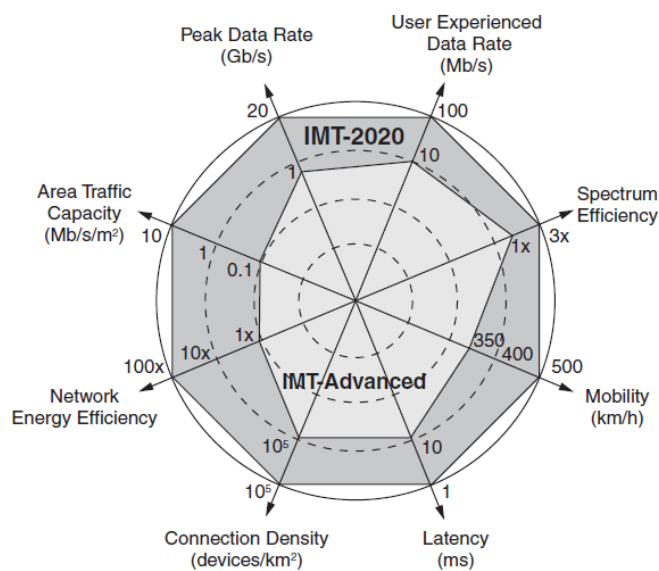 Peak Data Rate
(Gb/s)
User Experienced
Data Rate
(Mb/s)
20
100
IMT-2020
1
10
Area Traffic
Capacity
(Mb/s/m²)
Spectrum
Efficiency
10
1
0.1
1x
3x
1x
350
400
500
100x
10x
Network
Energy Efficiency
Mobility
(km/h)
IMT-Advanced
10⁵
10
10⁵
1
Connection Density
(devices/km²)
Latency
(ms)